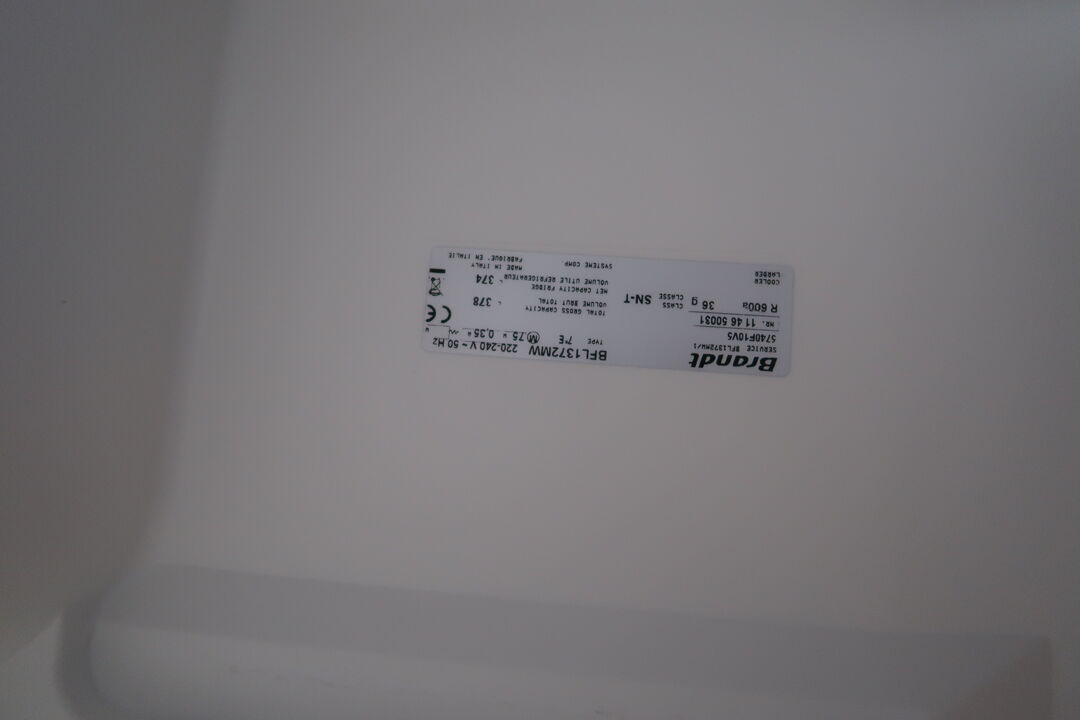 Brandt
SERVICE BFL1372MW/1
5740F10V5
NR. 11 46 50031
R 600a 36 g
COOLER
LARDER
BFL1372MW 220-240 V ~ 50 Hz
TYPE 7°E M 75 W 0,35 A
TOTAL GROSS CAPACITY
VOLUME BRUT TOTAL 378 L
CLASS
CLASSE SN-T
NET CAPACITY FRIDGE
VOLUME UTILE REFRIGERATEUR 374 L
SYSTEME COMP.
MADE IN ITALY
FABRIQUE' EN ITALIE
CE